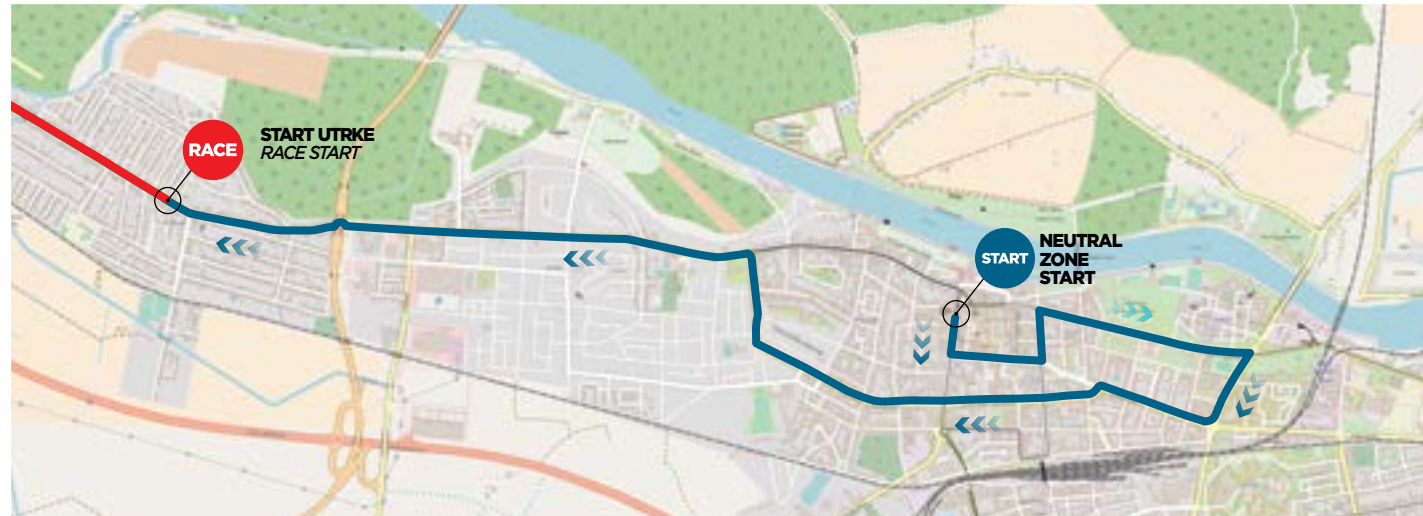 RACE
START UTRKE
RACE START
START
NEUTRAL
ZONE
START